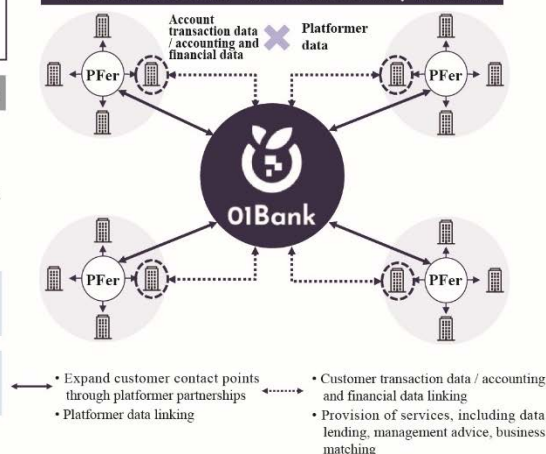 Account
transaction data
/ accounting and
financial data
Platformer
data
PFer
PFer
01Bank
PFer
PFer
• Expand customer contact points
through platformer partnerships
• Platformer data linking
• Customer transaction data / accounting
and financial data linking
• Provision of services, including data
lending, management advice, business
matching